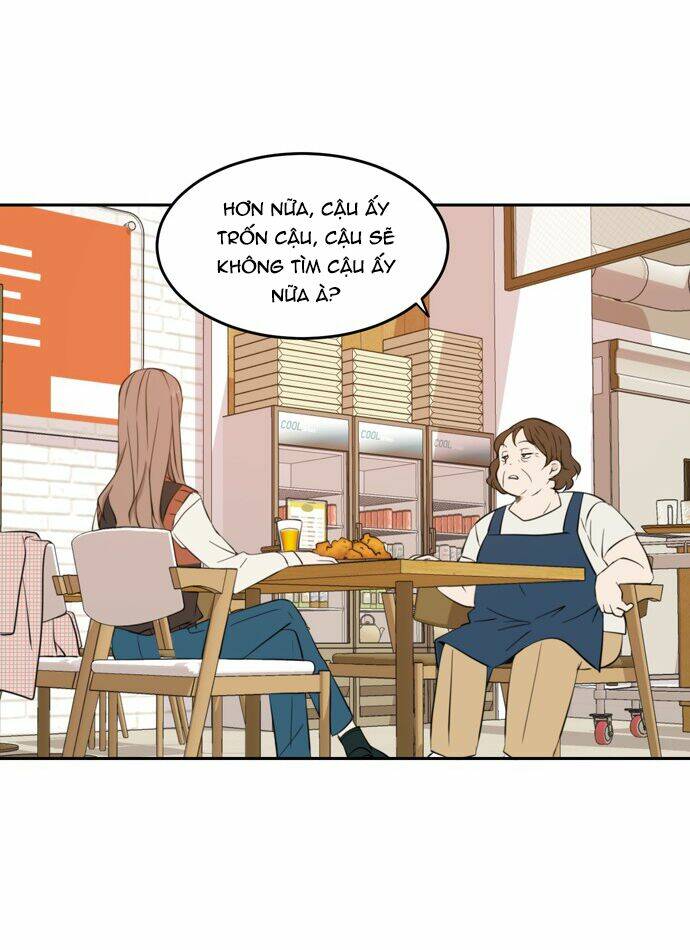 HƠN NỮA, CẬU ẤY
TRỐN CẬU, CẬU SẼ
KHÔNG TÌM CẬU ẤY
NỮA À?
COOL
COOL
COOL